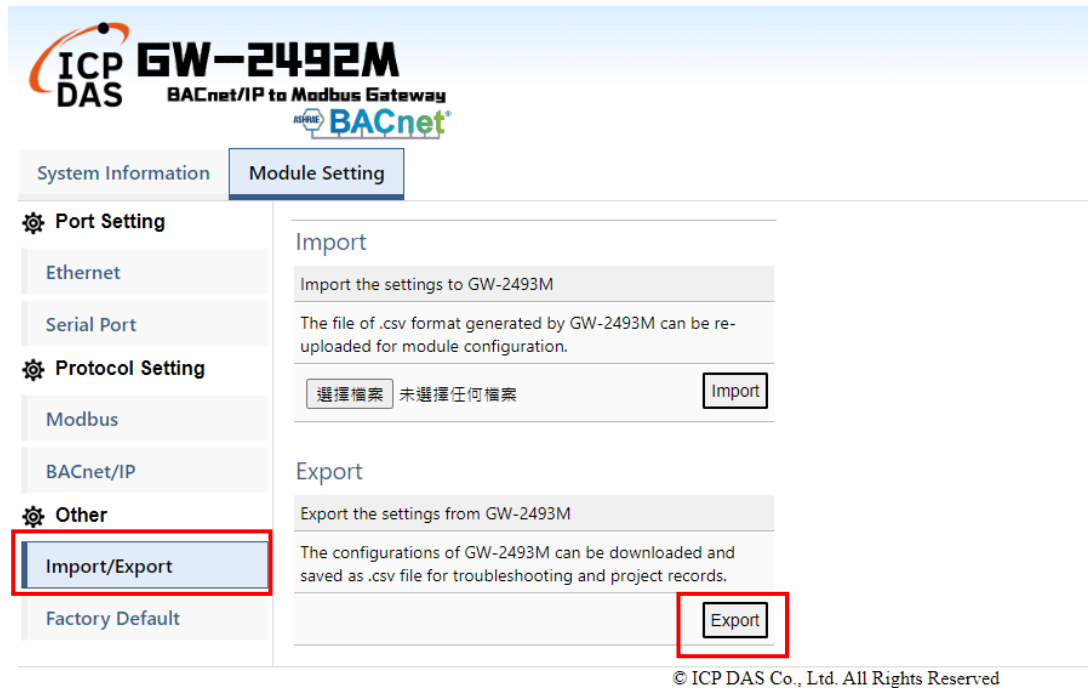 ICP
DAS
GW-2492M
BACnet/IP to Modbus Gateway
ASHRAE BACnet
System Information
Module Setting
Port Setting
Ethernet
Serial Port
Protocol Setting
Modbus
BACnet/IP
Other
Import/Export
Factory Default
Import
Import the settings to GW-2493M
The file of .csv format generated by GW-2493M can be re-
uploaded for module configuration.
選擇檔案 未選擇任何檔案
Import
Export
Export the settings from GW-2493M
The configurations of GW-2493M can be downloaded and
saved as .csv file for troubleshooting and project records.
Export
© ICP DAS Co., Ltd. All Rights Reserved